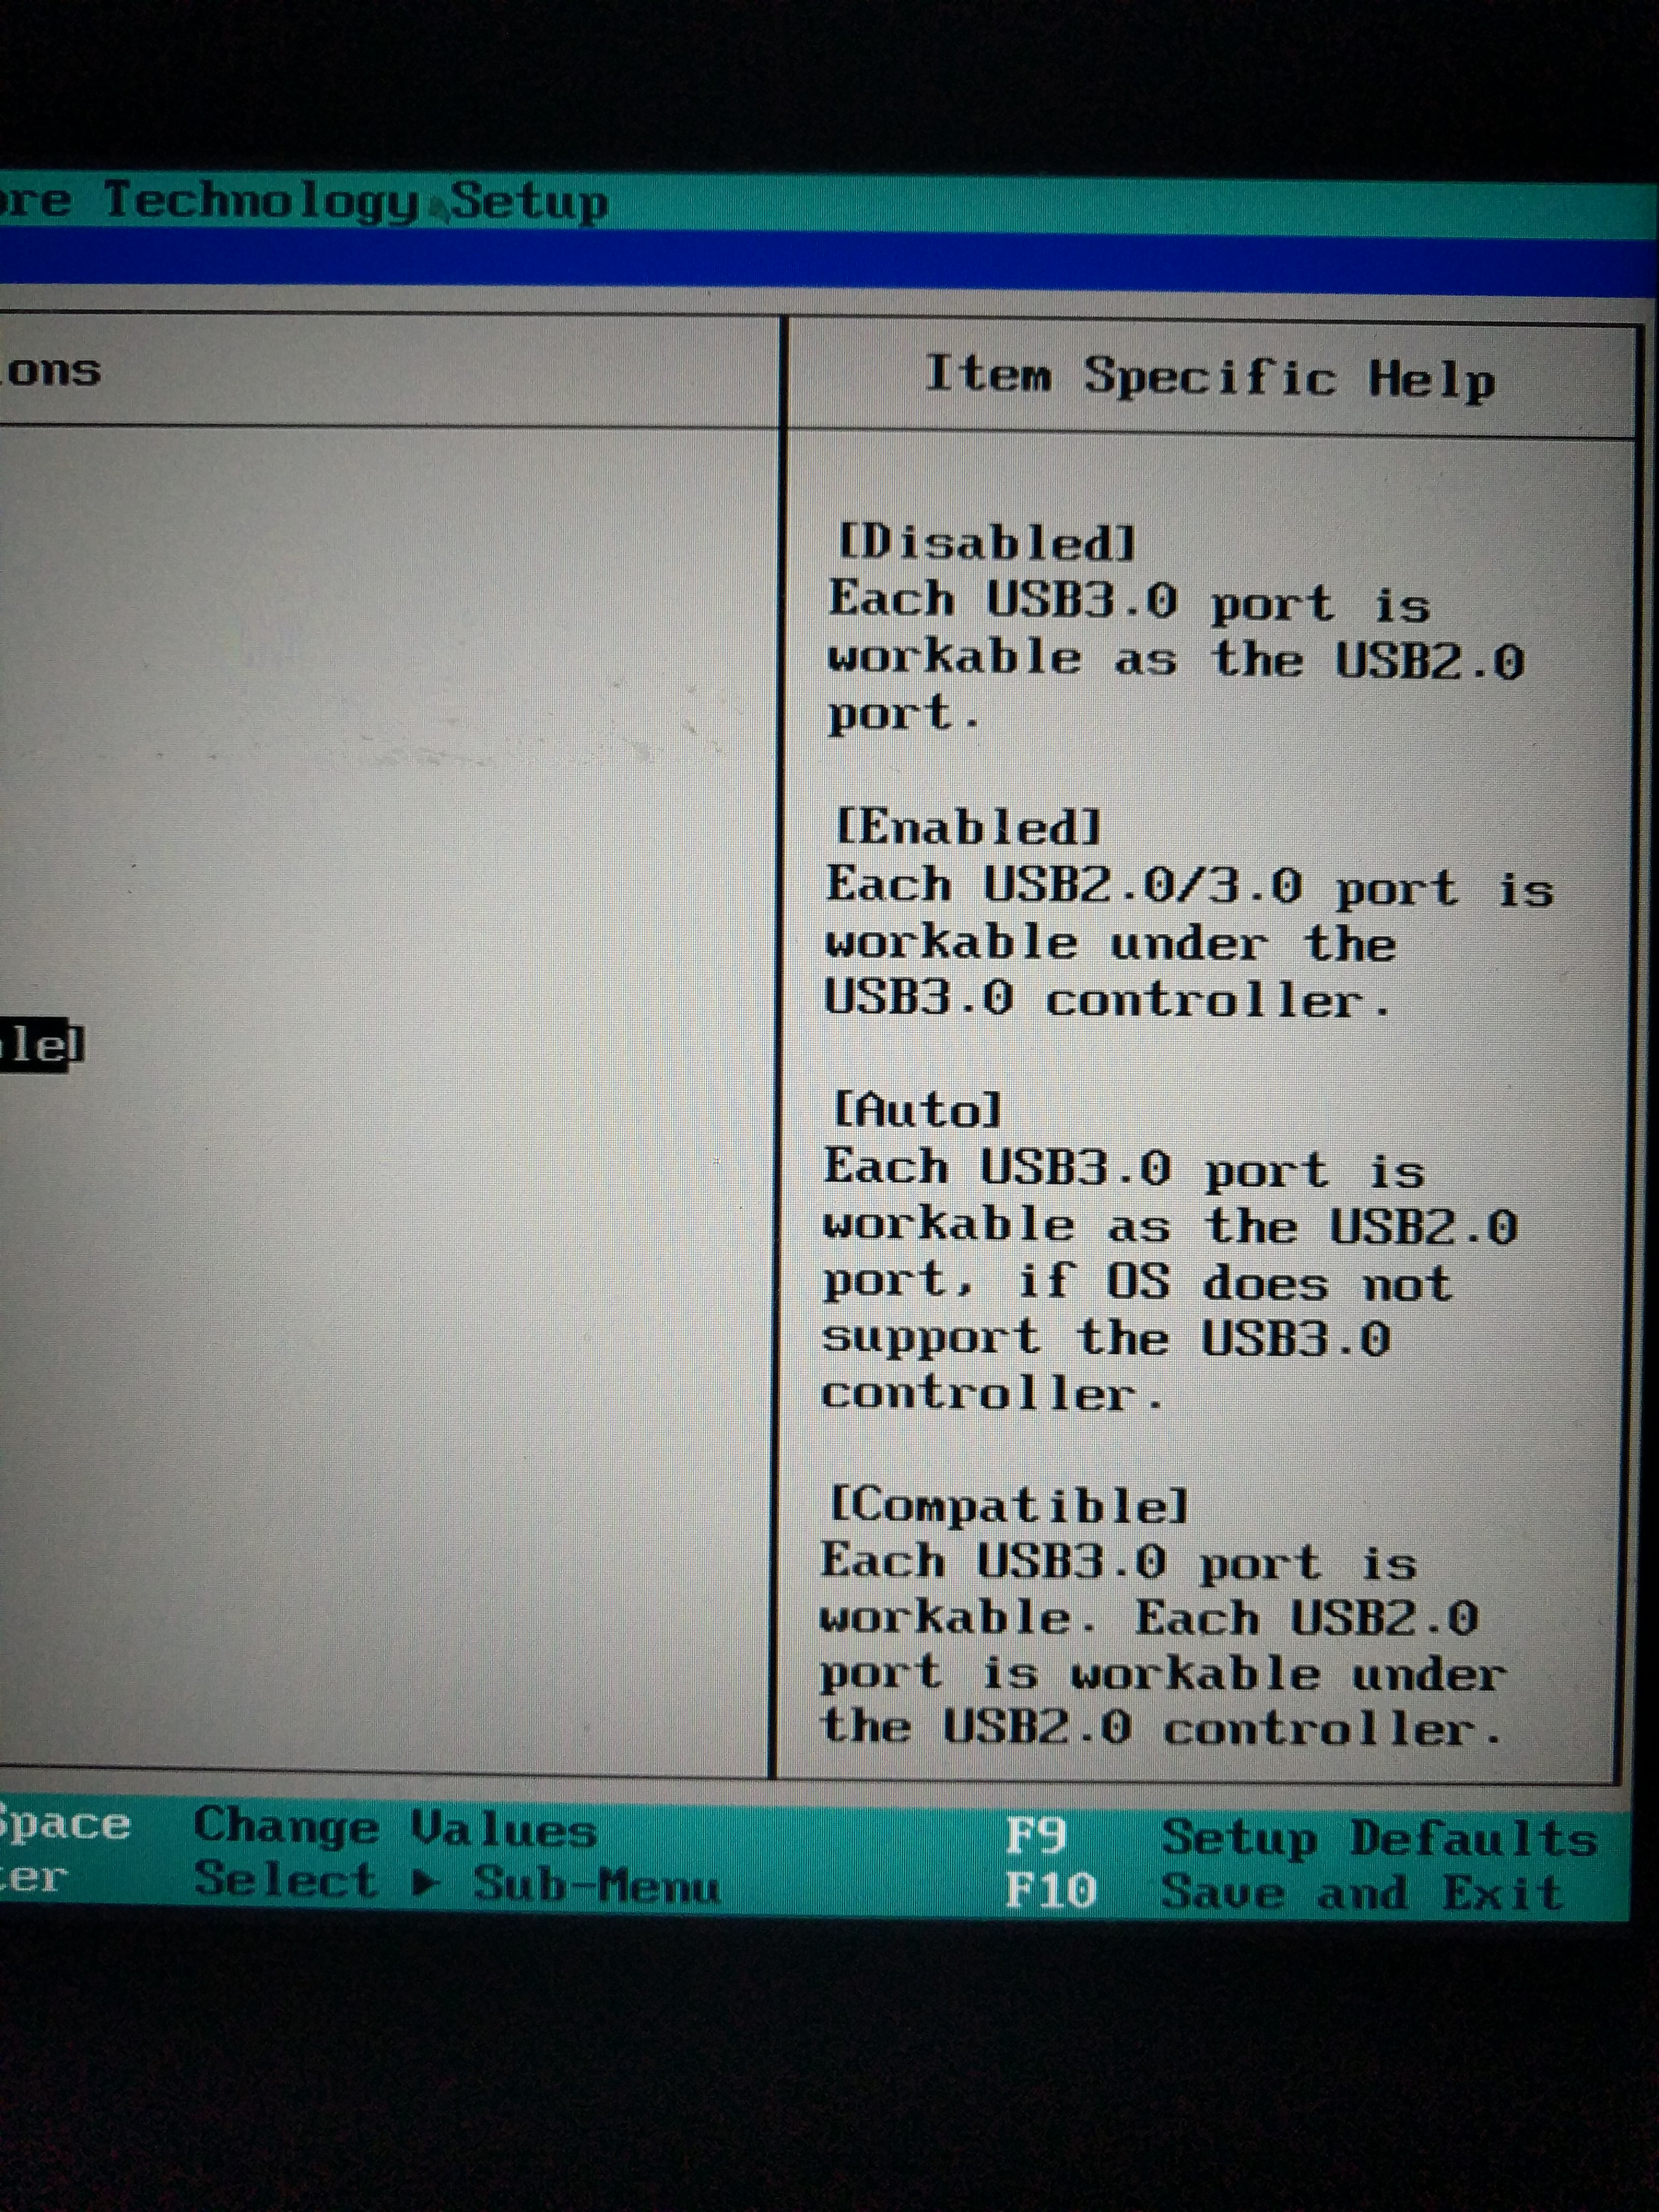 re Technology Setup
ons
Item Specific Help
[Disabled]
Each USB3.0 port is
workable as the USB2.0
port.
[Enabled]
Each USB2.0/3.0 port is
workable under the
USB3.0 controller.
le]
[Auto]
Each USB3.0 port is
workable as the USB2.0
port, if OS does not
support the USB3.0
controller.
[Compatible]
Each USB3.0 port is
workable. Each USB2.0
port is workable under
the USB2.0 controller.
Space Change Values F9 Setup Defaults
er Select ▶ Sub-Menu F10 Save and Exit